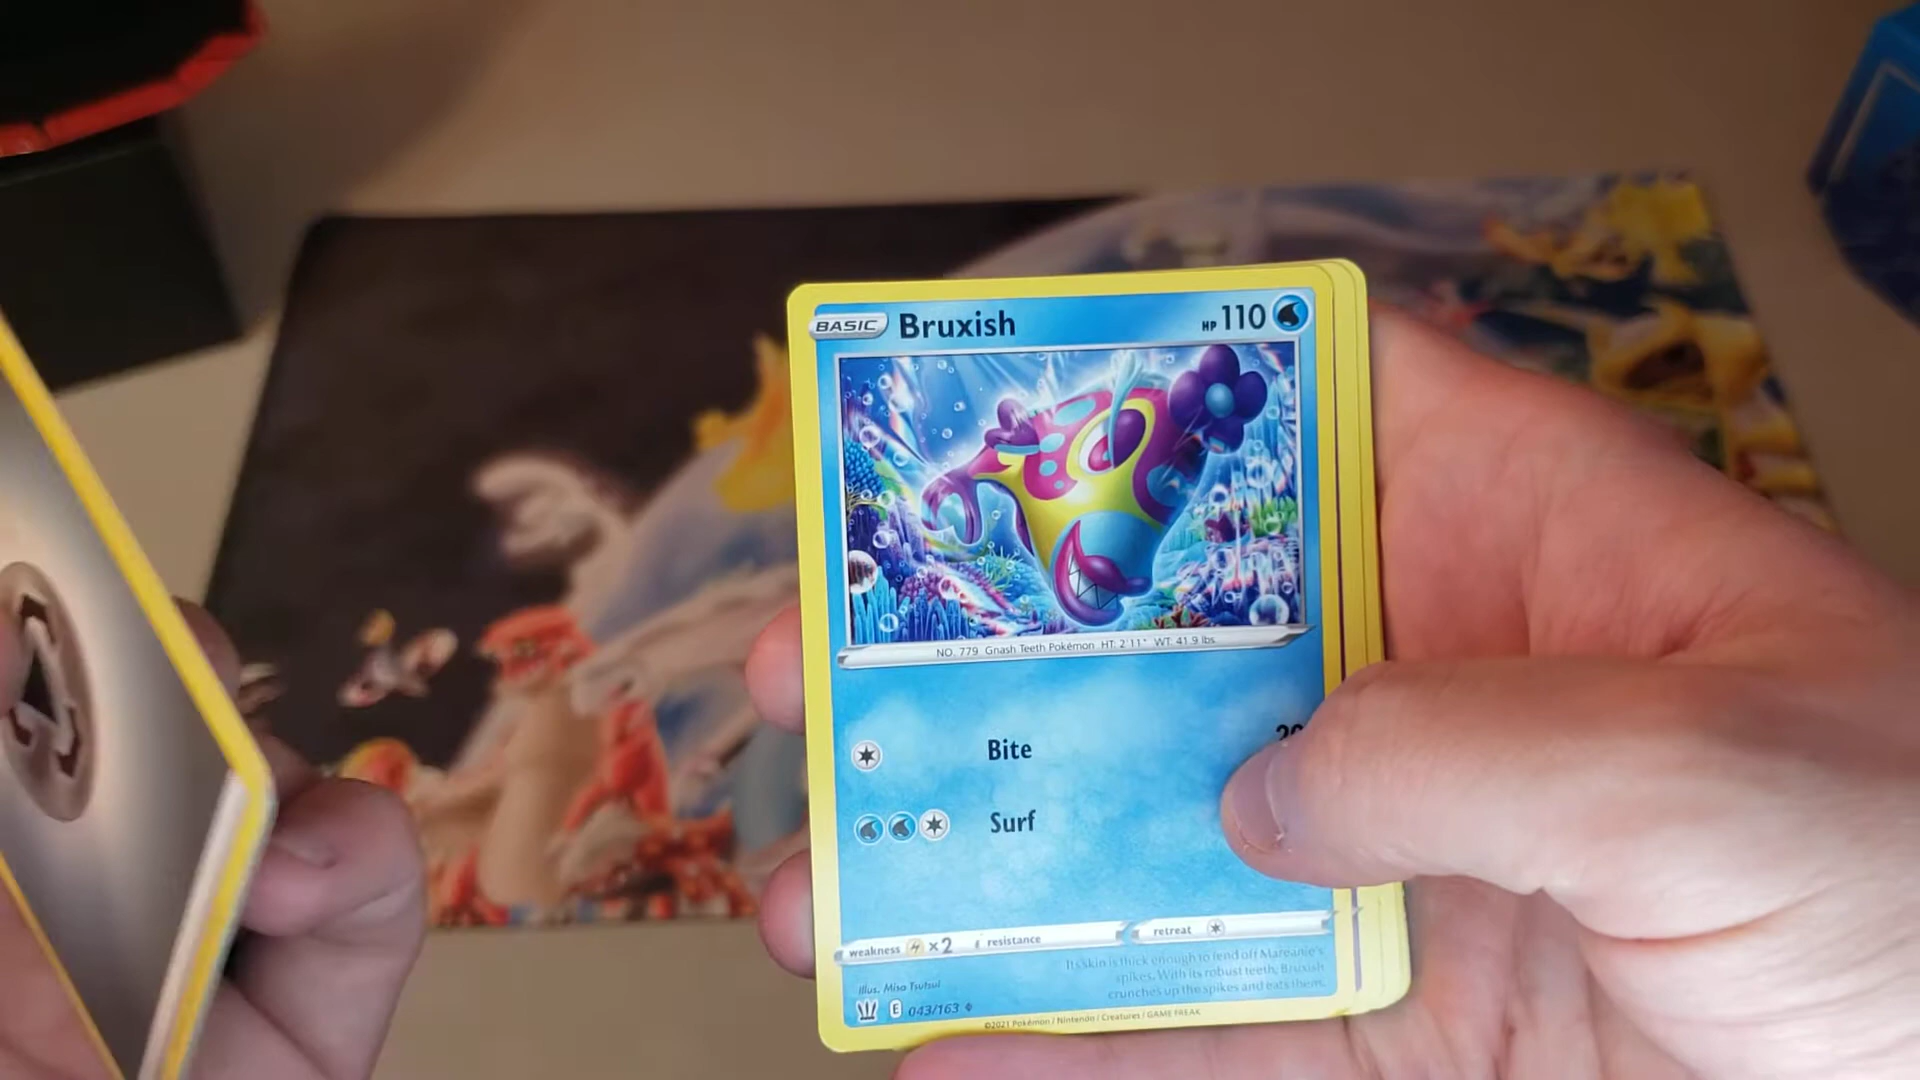 BASIC Bruxish HP 110
NO. 779 Gnash Teeth Pokémon HT: 2'11" WT: 41.9 lbs.
Bite
Surf
weakness ×2 resistance retreat
Its skin is thick enough to fend off Mareanie's
spikes. With its robust teeth, Bruxish
crunches up the spikes and eats them.
Illus. Misa Tsutsui
E 043/163
©2021 Pokémon / Nintendo / Creatures / GAME FREAK